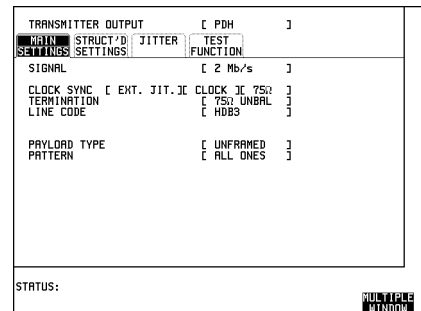 TRANSMITTER OUTPUT [ PDH ]
MAIN SETTINGS STRUCT'D SETTINGS JITTER TEST FUNCTION
SIGNAL [ 2 Mb/s ]
CLOCK SYNC [ EXT. JIT.][ CLOCK ][ 75Ω ]
TERMINATION [ 75Ω UNBAL ]
LINE CODE [ HDB3 ]
PAYLOAD TYPE [ UNFRAMED ]
PATTERN [ ALL ONES ]
STATUS:
MULTIPLE
WINDOW